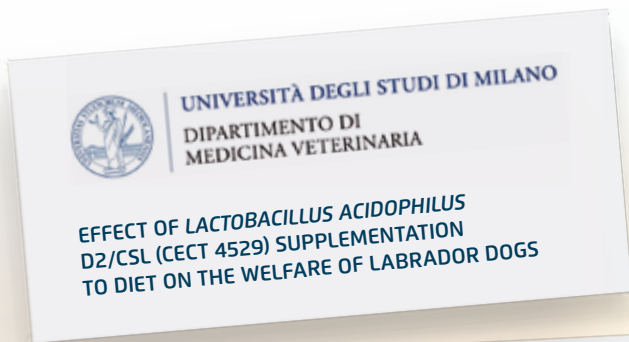 UNIVERSITÀ DEGLI STUDI DI MILANO
DIPARTIMENTO DI
MEDICINA VETERINARIA
EFFECT OF LACTOBACILLUS ACIDOPHILUS
D2/CSL (CECT 4529) SUPPLEMENTATION
TO DIET ON THE WELFARE OF LABRADOR DOGS